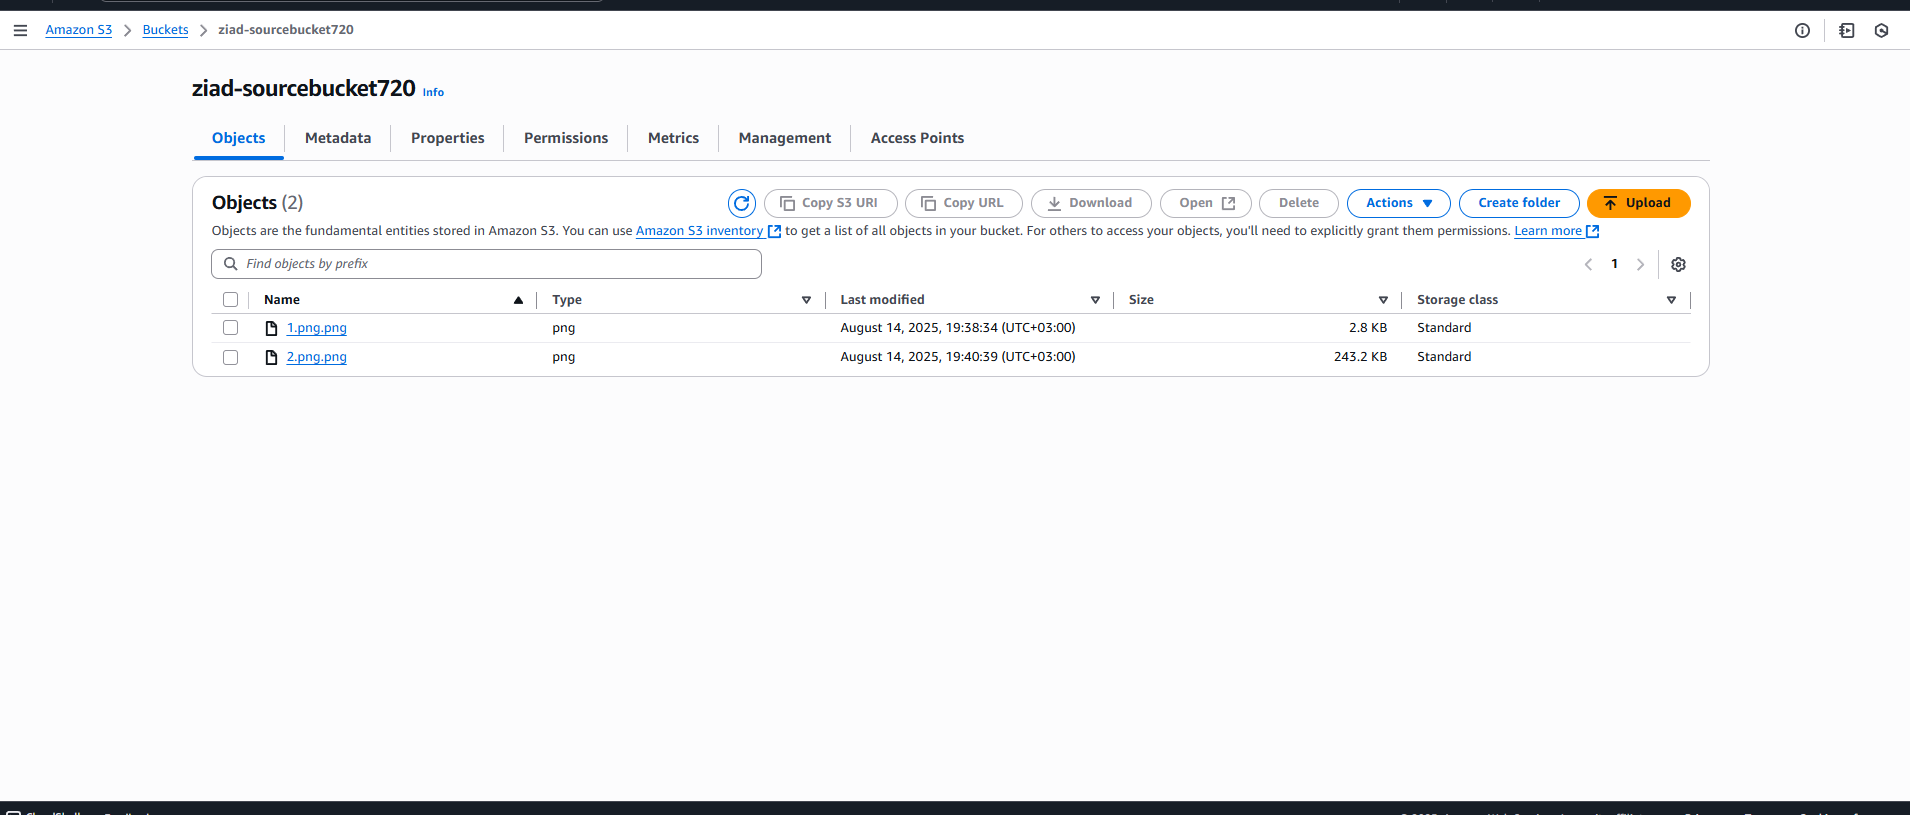 Amazon S3 > Buckets > ziad-sourcebucket720
ziad-sourcebucket720 Info
Objects Metadata Properties Permissions Metrics Management Access Points
Objects (2) Copy S3 URI Copy URL Download Open Delete Actions Create folder Upload
Objects are the fundamental entities stored in Amazon S3. You can use Amazon S3 inventory to get a list of all objects in your bucket. For others to access your objects, you'll need to explicitly grant them permissions. Learn more
Find objects by prefix 1
Name Type Last modified Size Storage class
1.png.png png August 14, 2025, 19:38:34 (UTC+03:00) 2.8 KB Standard
2.png.png png August 14, 2025, 19:40:39 (UTC+03:00) 243.2 KB Standard